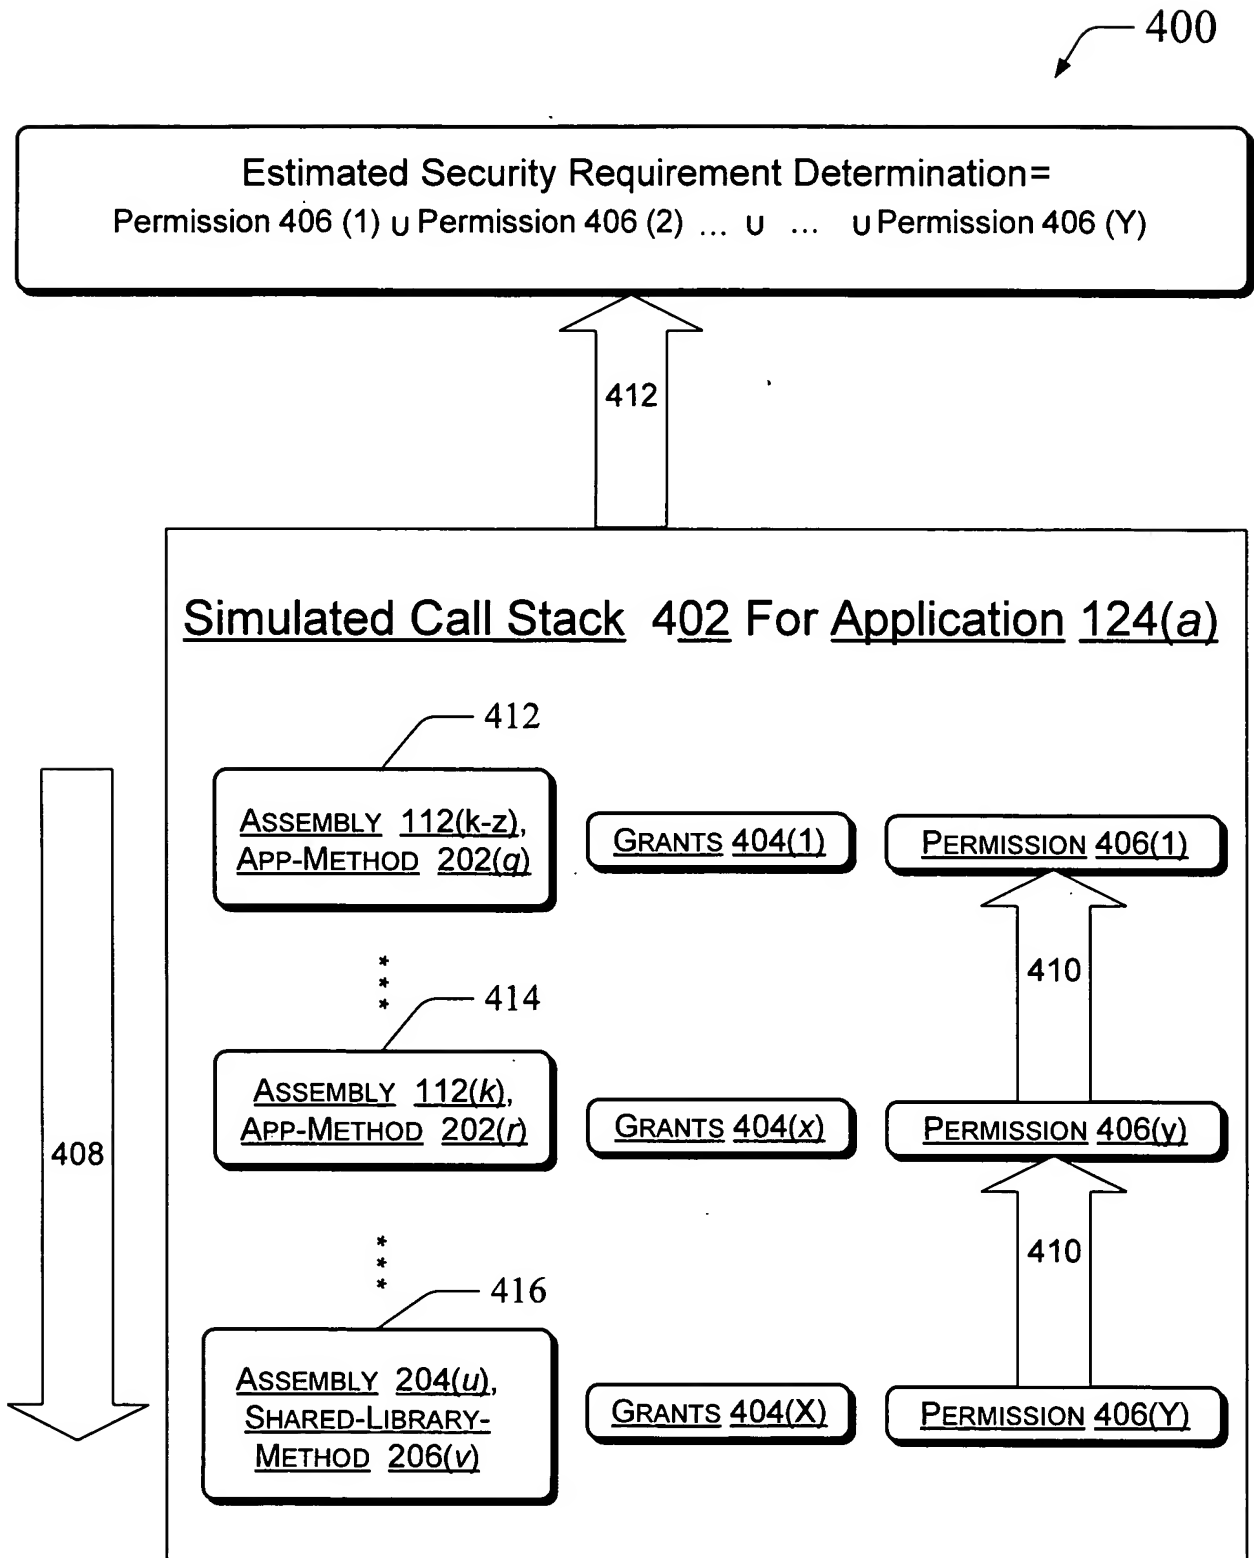 400
Estimated Security Requirement Determination=
Permission 406 (1) ∪ Permission 406 (2) ... ∪ ... ∪ Permission 406 (Y)
412
Simulated Call Stack 402 For Application 124(a)
412
ASSEMBLY 112(k-z),
APP-METHOD 202(q)
GRANTS 404(1)
PERMISSION 406(1)
***
410
414
ASSEMBLY 112(k),
APP-METHOD 202(r)
GRANTS 404(x)
PERMISSION 406(y)
408
***
410
416
ASSEMBLY 204(u),
SHARED-LIBRARY-
METHOD 206(v)
GRANTS 404(X)
PERMISSION 406(Y)